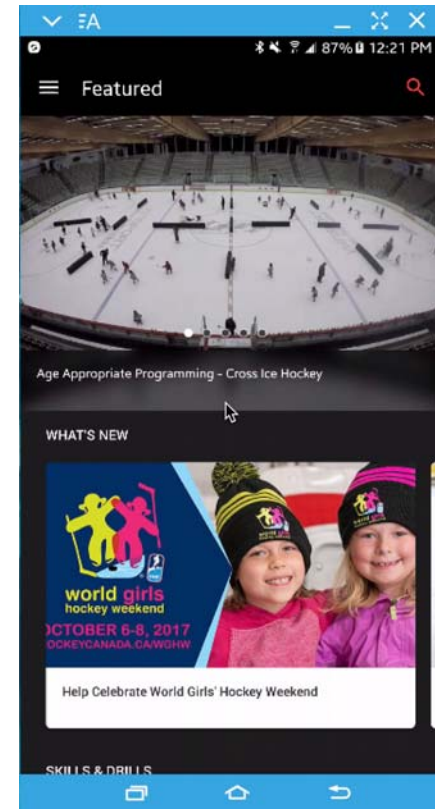 ΞA
87% 12:21 PM
Featured
Age Appropriate Programming - Cross Ice Hockey
WHAT'S NEW
world girls
hockey weekend
OCTOBER 6-8, 2017
HOCKEYCANADA.CA/WGHW
Help Celebrate World Girls' Hockey Weekend
SKILLS & DRILLS